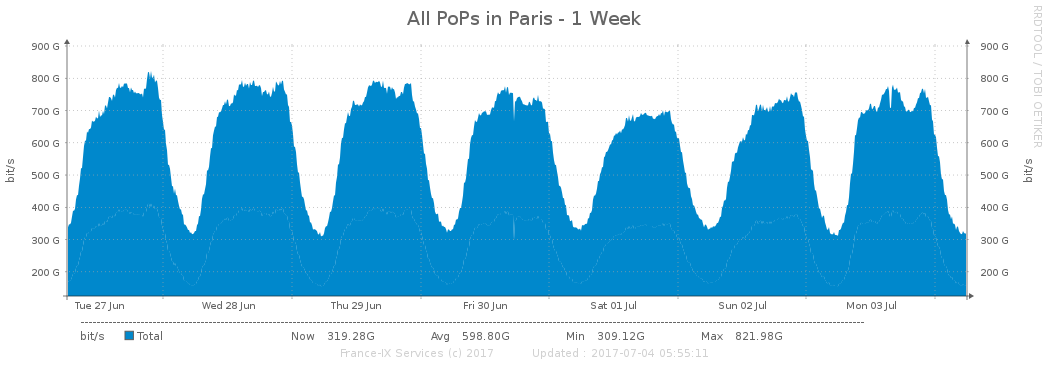 All PoPs in Paris - 1 Week
RRDTOOL / TOBI OETIKER
900 G 900 G
800 G 800 G
700 G 700 G
600 G 600 G
500 G 500 G
400 G 400 G
300 G 300 G
200 G 200 G
bit/s bit/s
Tue 27 Jun Wed 28 Jun Thu 29 Jun Fri 30 Jun Sat 01 Jul Sun 02 Jul Mon 03 Jul
bit/s Total Now 319.28G Avg 598.80G Min 309.12G Max 821.98G
France-IX Services (c) 2017 Updated : 2017-07-04 05:55:11